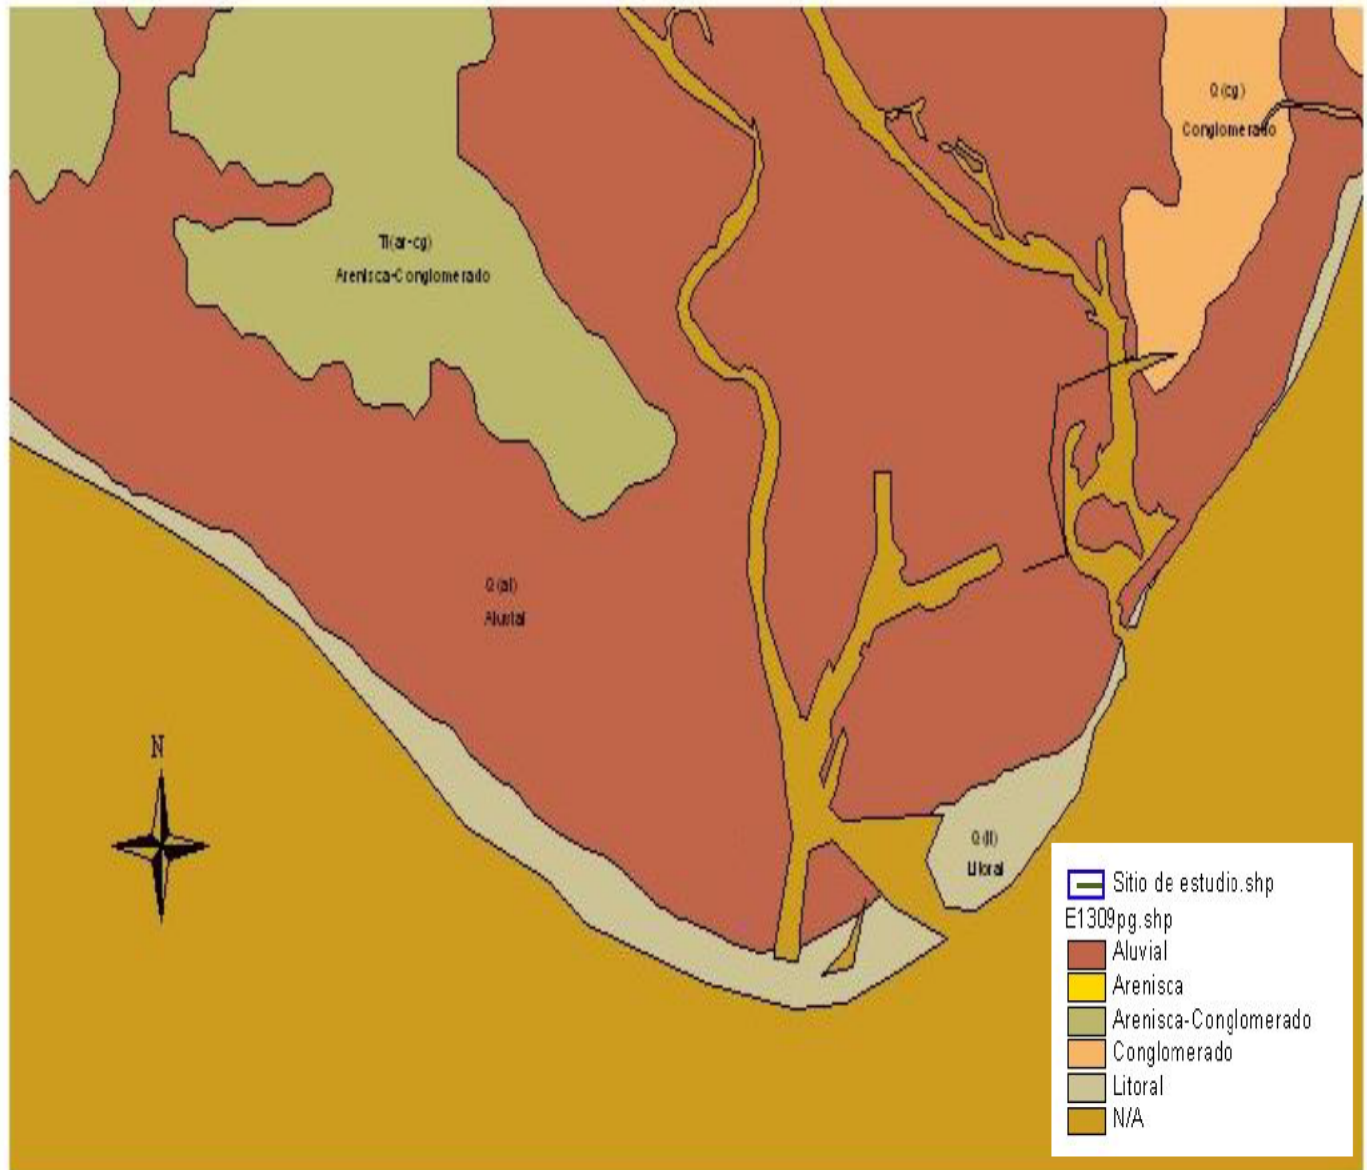 Q(cg)
Conglomerado
Ti(ar-cg)
Arenisca-Conglomerado
Q(al)
Aluvial
N
Q(li)
Litoral
Sitio de estudio.shp
E1309pg.shp
Aluvial
Arenisca
Arenisca-Conglomerado
Conglomerado
Litoral
N/A